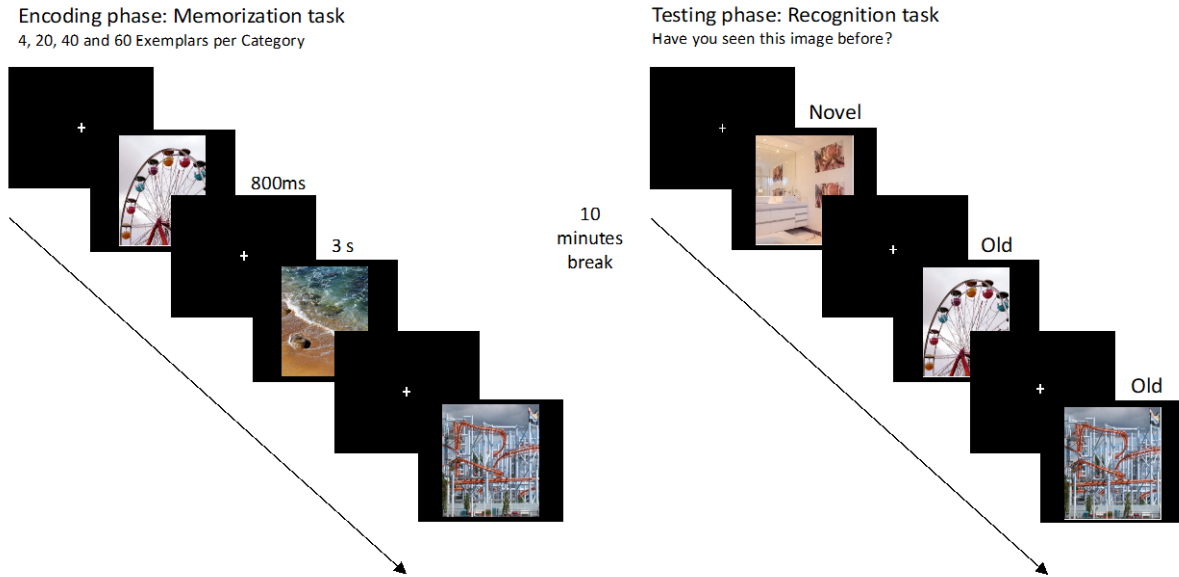 Encoding phase: Memorization task
4, 20, 40 and 60 Exemplars per Category
800ms
3 s
10
minutes
break
Testing phase: Recognition task
Have you seen this image before?
Novel
Old
Old